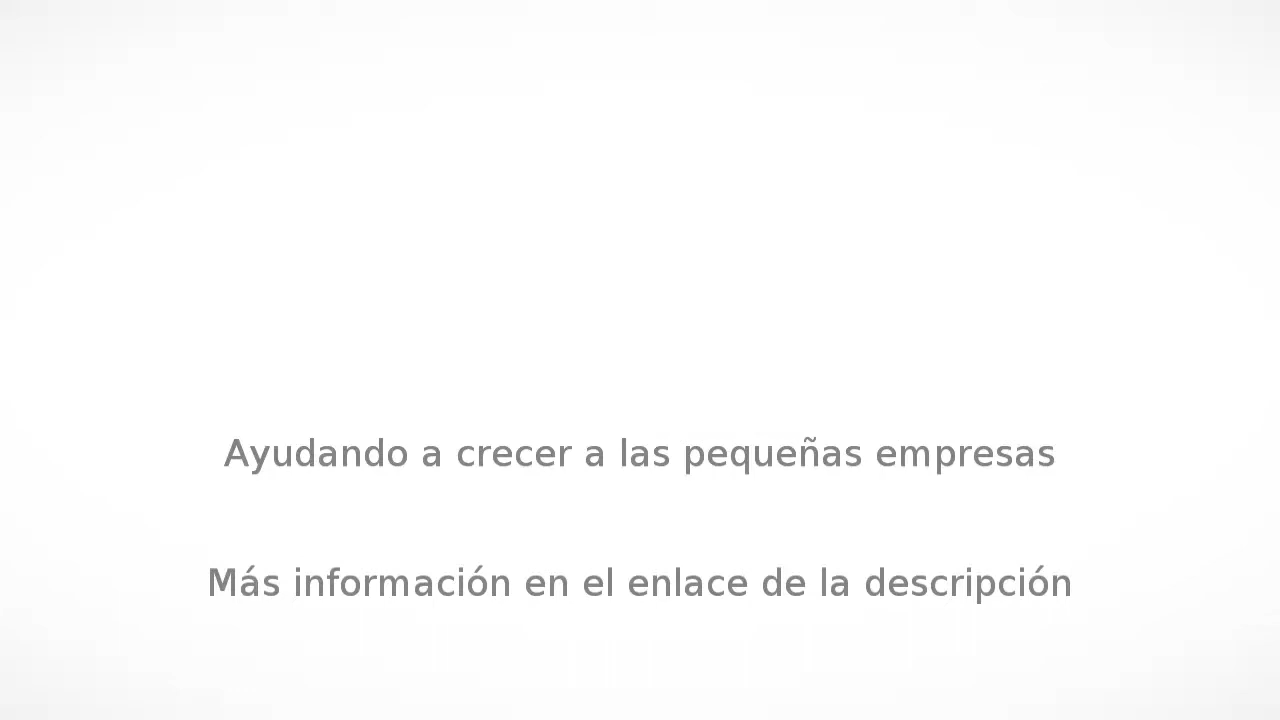 Ayudando a crecer a las pequeñas empresas
Más información en el enlace de la descripción